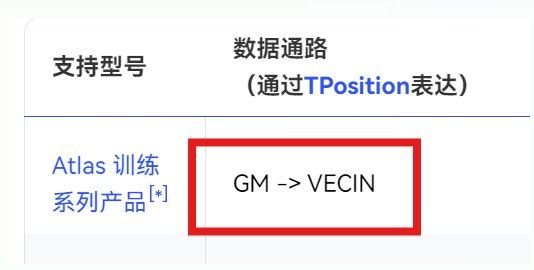 支持型号
数据通路
（通过TPosition表达）
Atlas 训练
系列产品[*]
GM -> VECIN